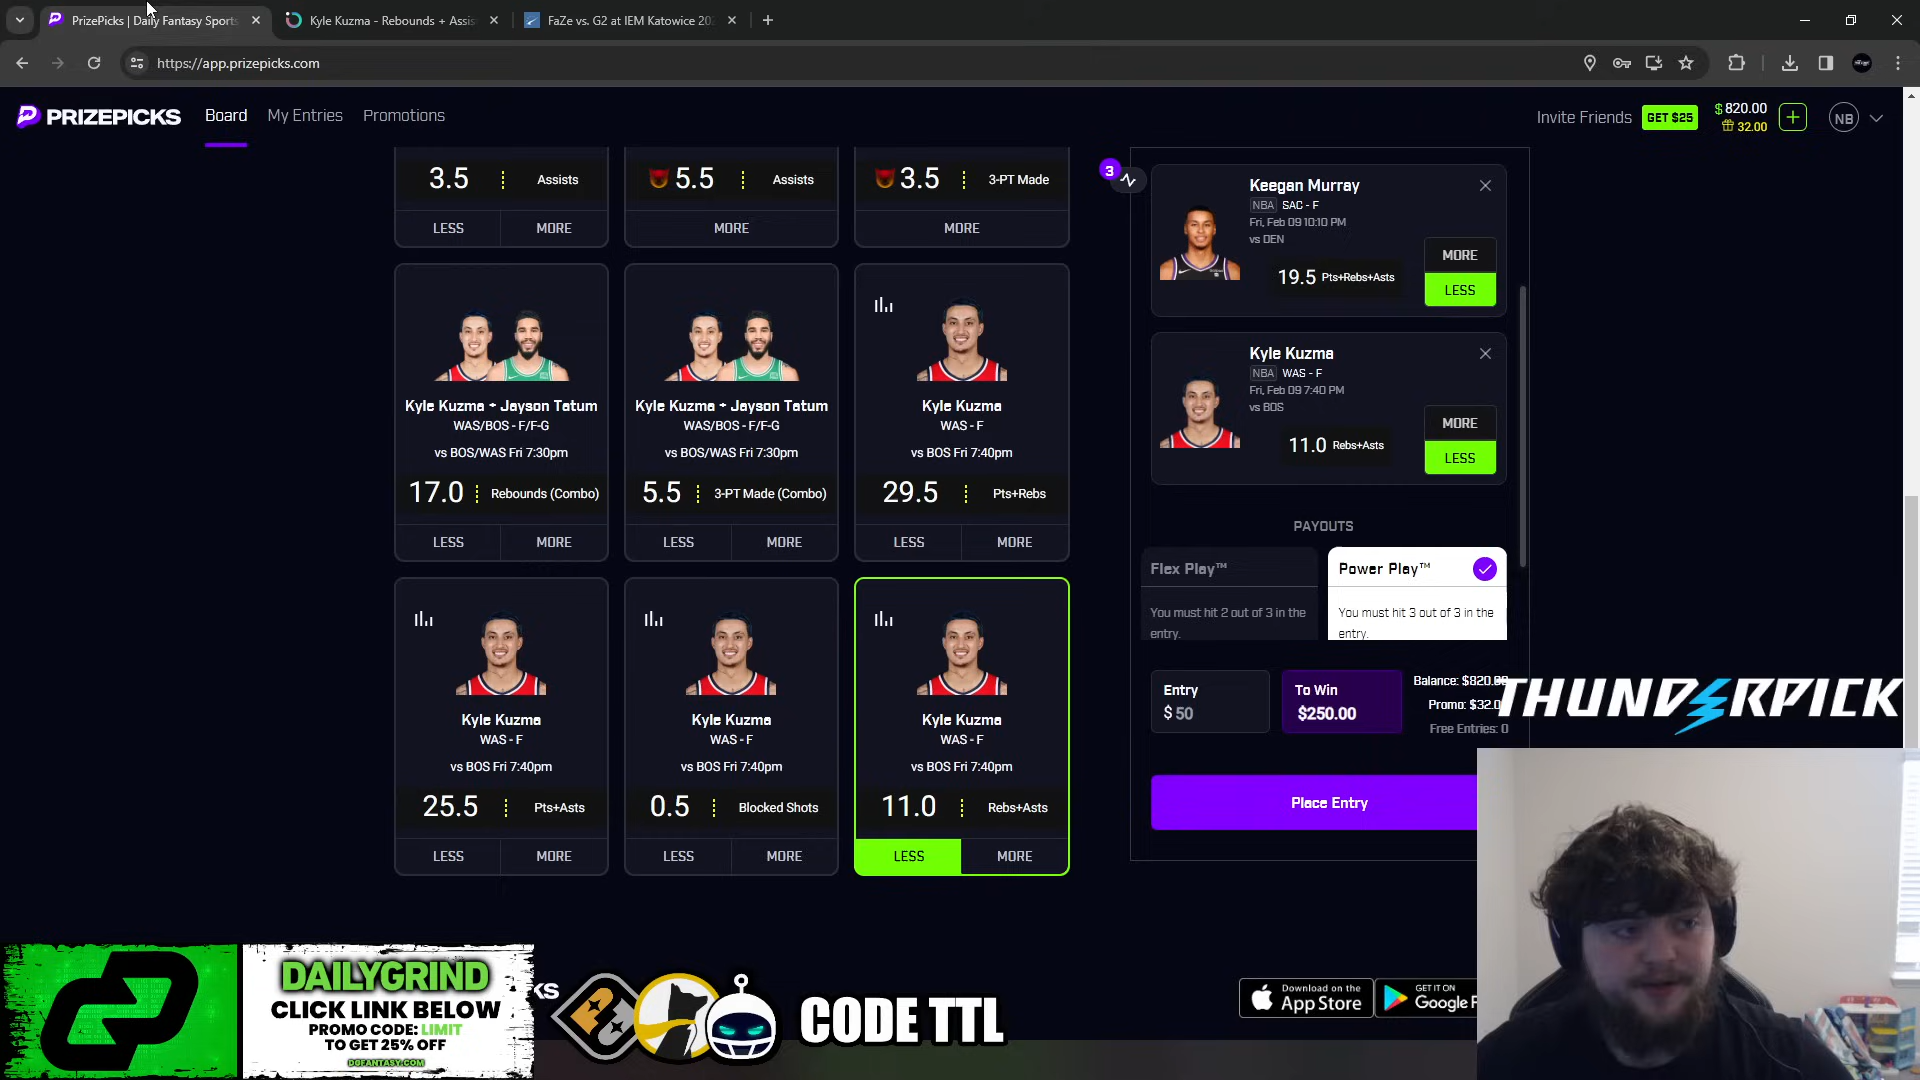 PrizePicks | Daily Fantasy Sports
Kyle Kuzma - Rebounds + Assis
FaZe vs. G2 at IEM Katowice 202
https://app.prizepicks.com
PRIZEPICKS
Board
My Entries
Promotions
Invite Friends
GET $25
$ 820.00
32.00
NB
3.5 Assists
LESS MORE
5.5 Assists
MORE
3.5 3-PT Made
MORE
Kyle Kuzma + Jayson Tatum
WAS/BOS - F/F-G
vs BOS/WAS Fri 7:30pm
17.0 Rebounds (Combo)
LESS MORE
Kyle Kuzma + Jayson Tatum
WAS/BOS - F/F-G
vs BOS/WAS Fri 7:30pm
5.5 3-PT Made (Combo)
LESS MORE
Kyle Kuzma
WAS - F
vs BOS Fri 7:40pm
29.5 Pts+Rebs
LESS MORE
Kyle Kuzma
WAS - F
vs BOS Fri 7:40pm
25.5 Pts+Asts
LESS MORE
Kyle Kuzma
WAS - F
vs BOS Fri 7:40pm
0.5 Blocked Shots
LESS MORE
Kyle Kuzma
WAS - F
vs BOS Fri 7:40pm
11.0 Rebs+Asts
LESS MORE
3
Keegan Murray
NBA SAC - F
Fri, Feb 09 10:10 PM
vs DEN
19.5 Pts+Rebs+Asts
MORE
LESS
Kyle Kuzma
NBA WAS - F
Fri, Feb 09 7:40 PM
vs BOS
11.0 Rebs+Asts
MORE
LESS
PAYOUTS
Flex Play™
You must hit 2 out of 3 in the
entry.
Power Play™
You must hit 3 out of 3 in the
entry.
Entry
$ 50
To Win
$250.00
Balance: $820.00
Promo: $32.0
Free Entries: 0
Place Entry
THUNDERPICK
DAILYGRIND
CLICK LINK BELOW
PROMO CODE: LIMIT
TO GET 25% OFF
DGFANTASY.COM
KS
CODE TTL
Download on the
App Store
GET IT ON
Google P